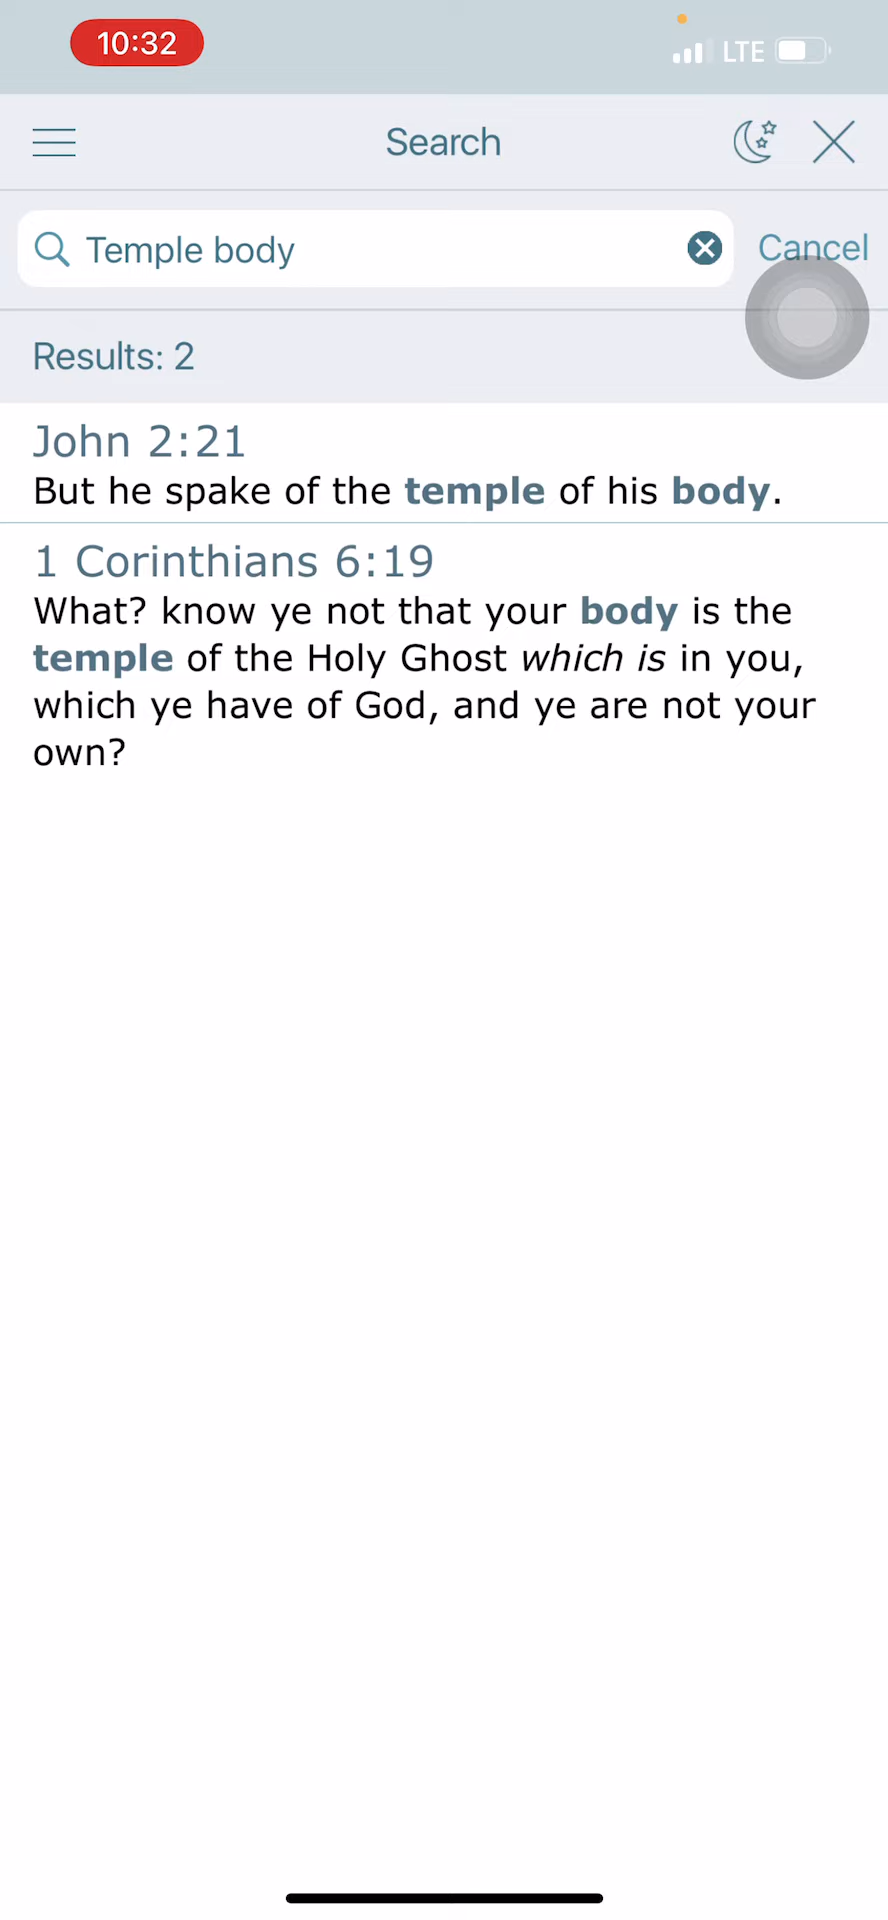 10:32
LTE
Search
Temple body
Cancel
Results: 2
John 2:21
But he spake of the temple of his body.
1 Corinthians 6:19
What? know ye not that your body is the
temple of the Holy Ghost which is in you,
which ye have of God, and ye are not your
own?